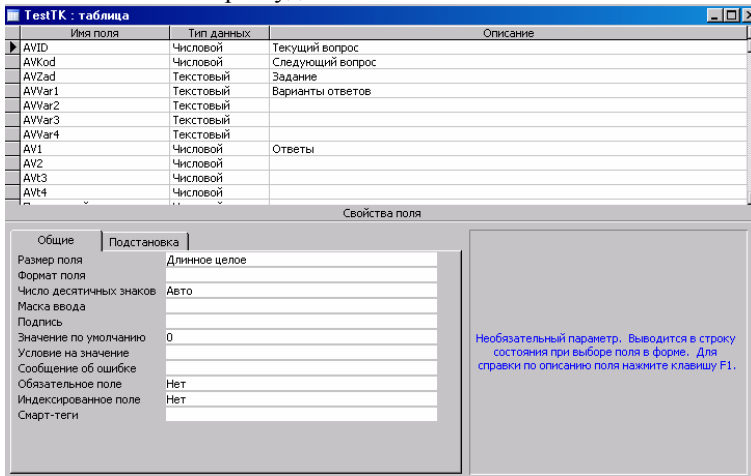 TestTK : таблица
Имя поля Тип данных Описание
AVID Числовой Текущий вопрос
AVKod Числовой Следующий вопрос
AVZad Текстовый Задание
AVVar1 Текстовый Варианты ответов
AVVar2 Текстовый
AVVar3 Текстовый
AVVar4 Текстовый
AV1 Числовой Ответы
AV2 Числовой
AVt3 Числовой
AVt4 Числовой
Свойства поля
Общие Подстановка
Размер поля Длинное целое
Формат поля
Число десятичных знаков Авто
Маска ввода
Подпись
Значение по умолчанию 0
Условие на значение
Сообщение об ошибке
Обязательное поле Нет
Индексированное поле Нет
Смарт-теги
Необязательный параметр. Выводится в строку
состояния при выборе поля в форме. Для
справки по описанию поля нажмите клавишу F1.